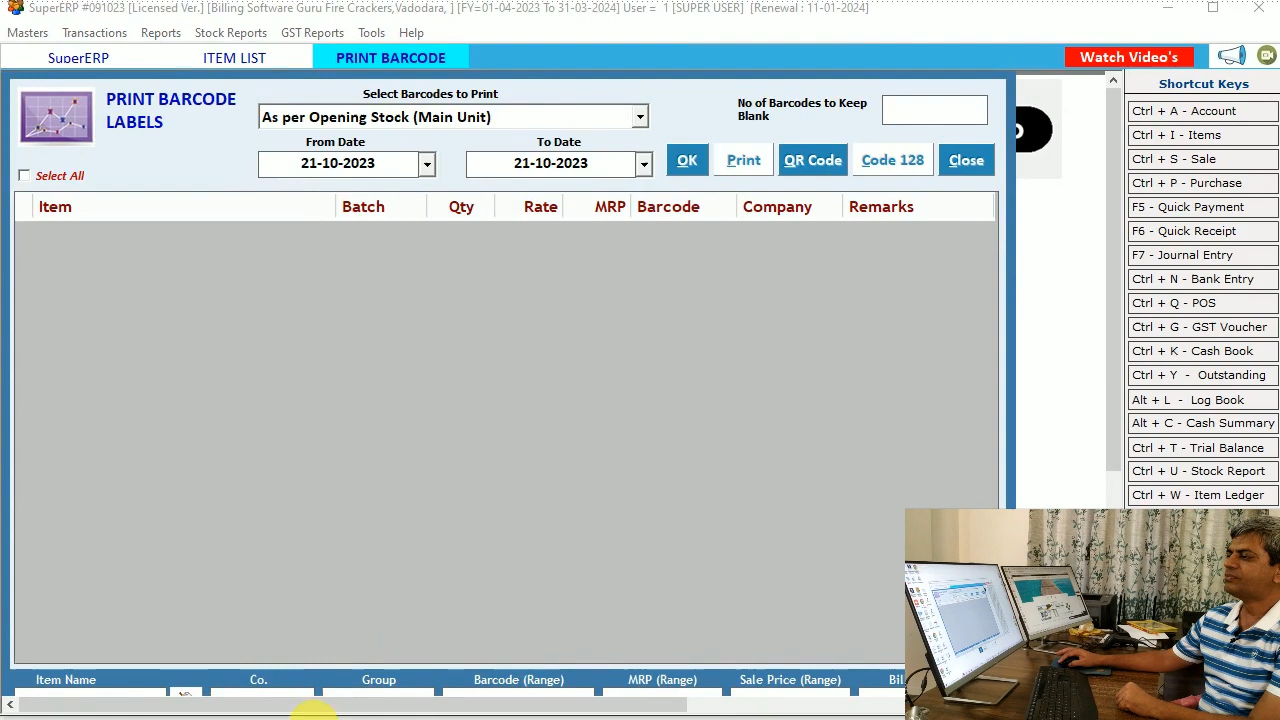 SuperERP #091023 [Licensed Ver.] [Billing Software Guru Fire Crackers,Vadodara, ] [FY=01-04-2023 To 31-03-2024] User = 1 [SUPER USER] [Renewal : 11-01-2024]
Masters Transactions Reports Stock Reports GST Reports Tools Help
SuperERP ITEM LIST PRINT BARCODE Watch Video's
PRINT BARCODE
LABELS
Select Barcodes to Print
As per Opening Stock (Main Unit)
No of Barcodes to Keep
Blank
From Date To Date
21-10-2023 21-10-2023
OK Print QR Code Code 128 Close
Select All
Item Batch Qty Rate MRP Barcode Company Remarks
Shortcut Keys
Ctrl + A - Account
Ctrl + I - Items
Ctrl + S - Sale
Ctrl + P - Purchase
F5 - Quick Payment
F6 - Quick Receipt
F7 - Journal Entry
Ctrl + N - Bank Entry
Ctrl + Q - POS
Ctrl + G - GST Voucher
Ctrl + K - Cash Book
Ctrl + Y - Outstanding
Alt + L - Log Book
Alt + C - Cash Summary
Ctrl + T - Trial Balance
Ctrl + U - Stock Report
Ctrl + W - Item Ledger
Item Name Co. Group Barcode (Range) MRP (Range) Sale Price (Range) Bil